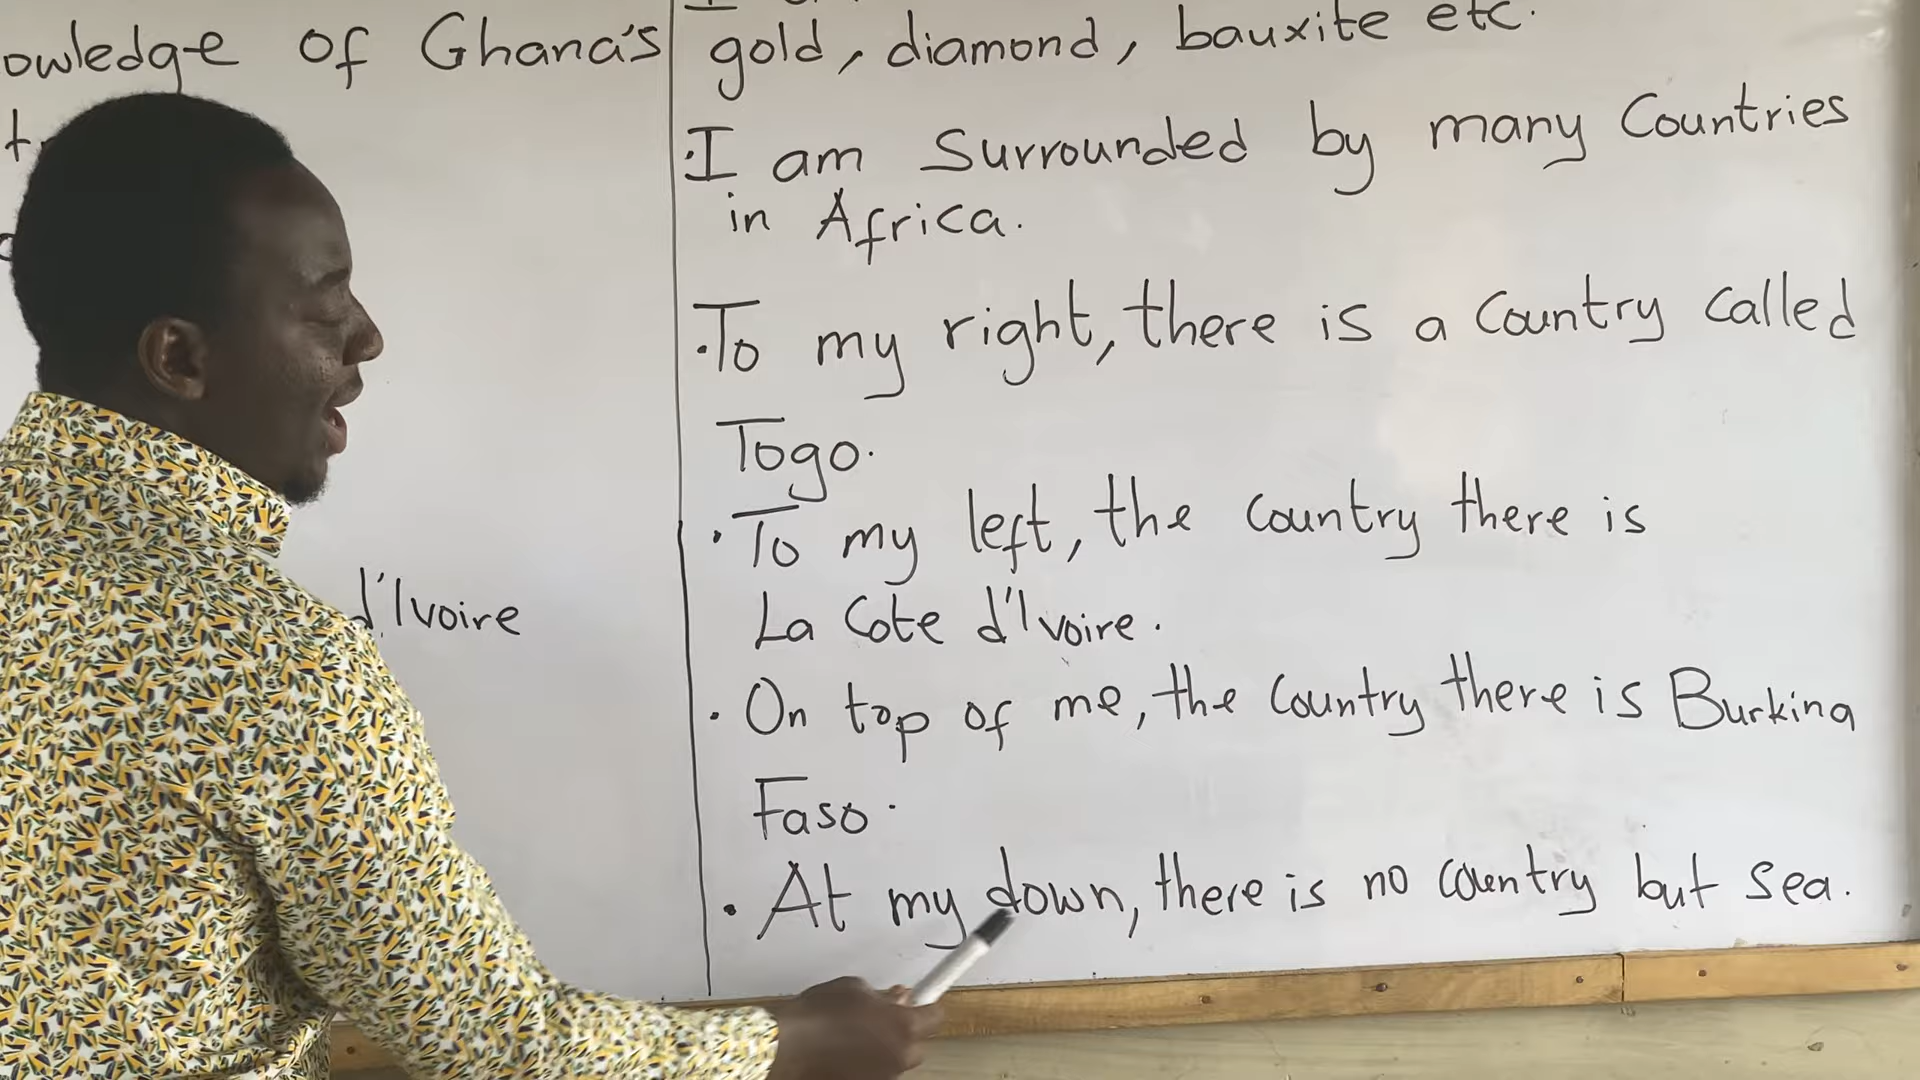 of Ghana's
d'Ivoire
gold, diamond, bauxite etc.
·I am surrounded by many Countries
in Africa.
·To my right, there is a Country called
Togo.
·To my left, the Country there is
La Cote d'Ivoire.
·On top of me, the Country there is Burkina
Faso.
·At my down, there is no country but sea.